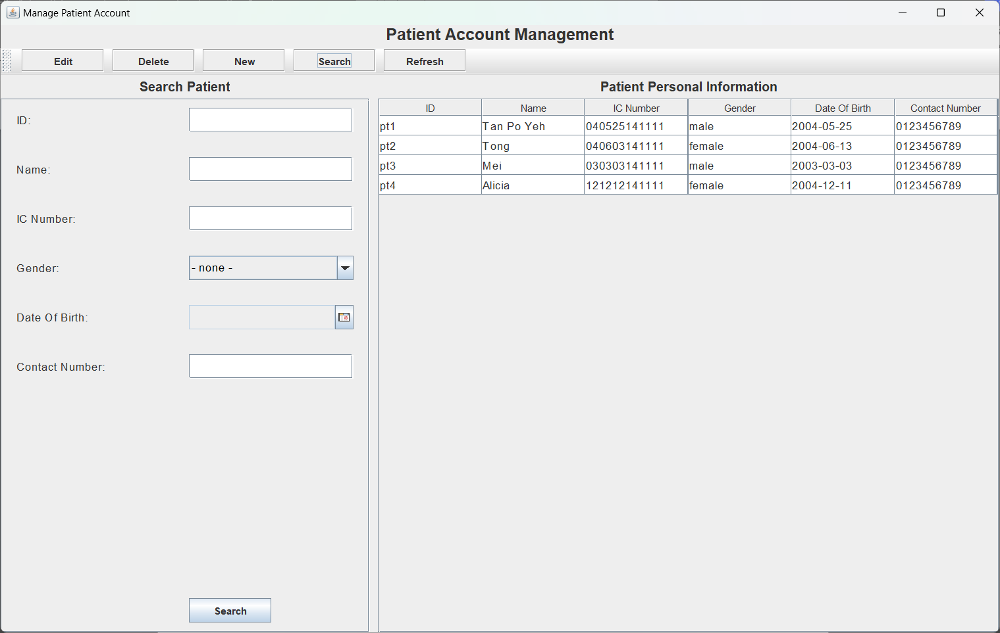 Manage Patient Account
Patient Account Management
Edit Delete New Search Refresh
Search Patient
ID:
Name:
IC Number:
Gender: - none -
Date Of Birth:
Contact Number:
Search
Patient Personal Information
ID Name IC Number Gender Date Of Birth Contact Number
pt1 Tan Po Yeh 040525141111 male 2004-05-25 0123456789
pt2 Tong 040603141111 female 2004-06-13 0123456789
pt3 Mei 030303141111 male 2003-03-03 0123456789
pt4 Alicia 121212141111 female 2004-12-11 0123456789